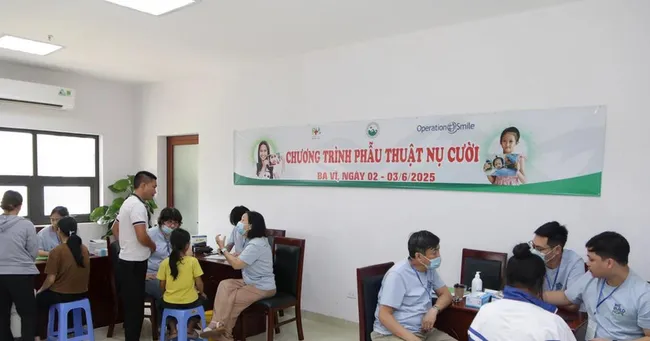 Operation Smile
CHƯƠNG TRÌNH PHẪU THUẬT NỤ CƯỜI
BA VÌ, NGÀY 02 - 03/6/2025